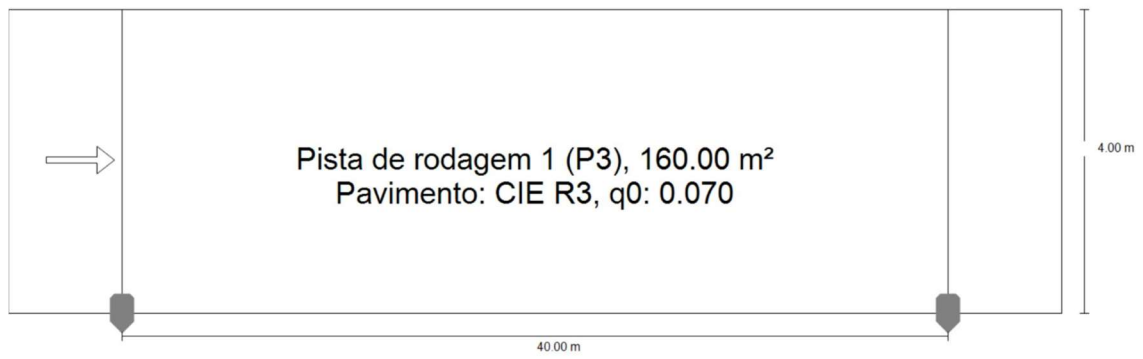 Pista de rodagem 1 (P3), 160.00 m²
Pavimento: CIE R3, q0: 0.070
4.00 m
40.00 m